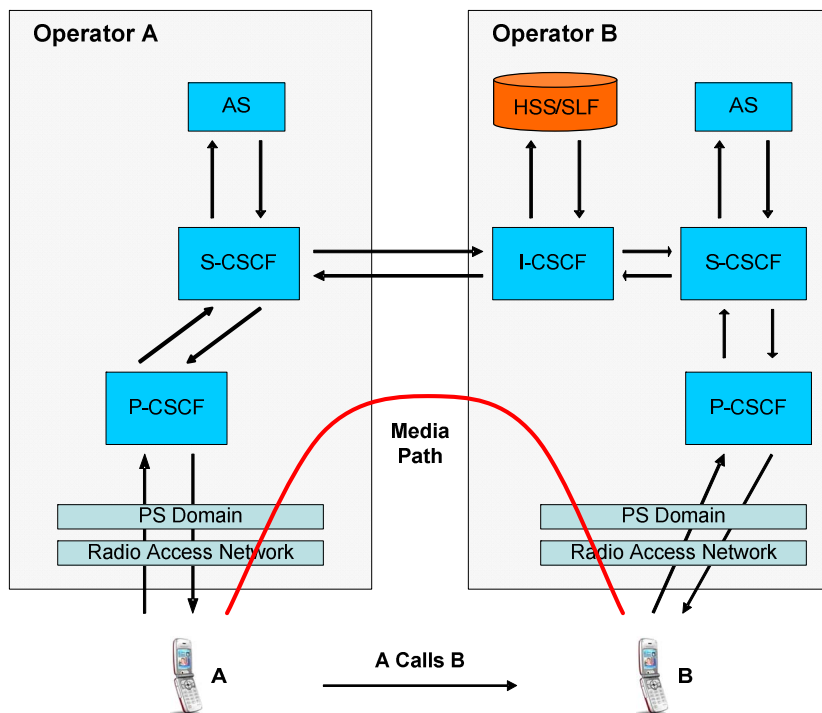 Operator A
Operator B
AS
HSS/SLF
AS
S-CSCF
I-CSCF
S-CSCF
P-CSCF
P-CSCF
Media
Path
PS Domain
PS Domain
Radio Access Network
Radio Access Network
A
A Calls B
B